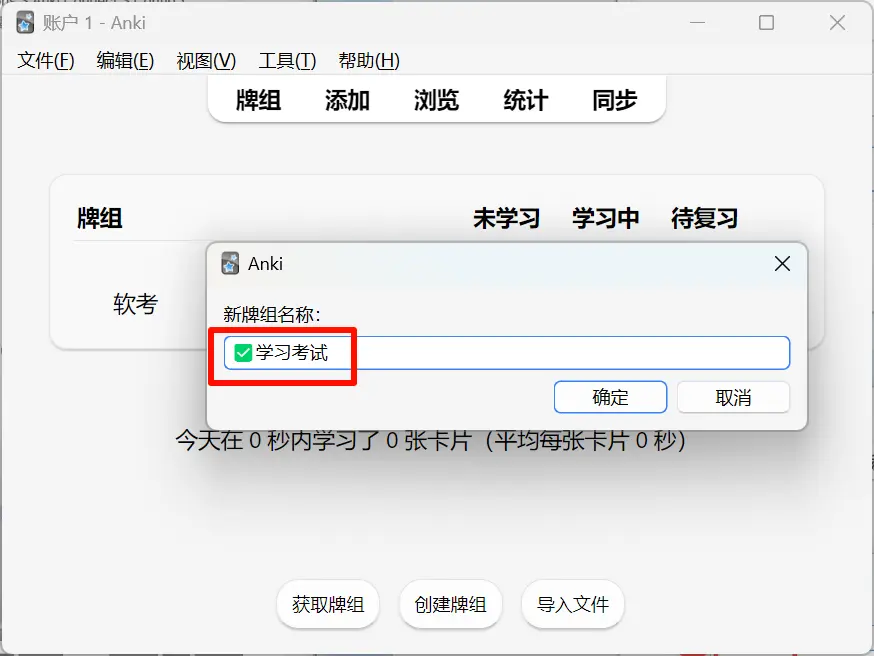 账户 1 - Anki
文件(F) 编辑(E) 视图(V) 工具(T) 帮助(H)
牌组 添加 浏览 统计 同步
牌组 未学习 学习中 待复习
Anki
新牌组名称：
软考
✅学习考试
确定 取消
今天在 0 秒内学习了 0 张卡片（平均每张卡片 0 秒）
获取牌组 创建牌组 导入文件